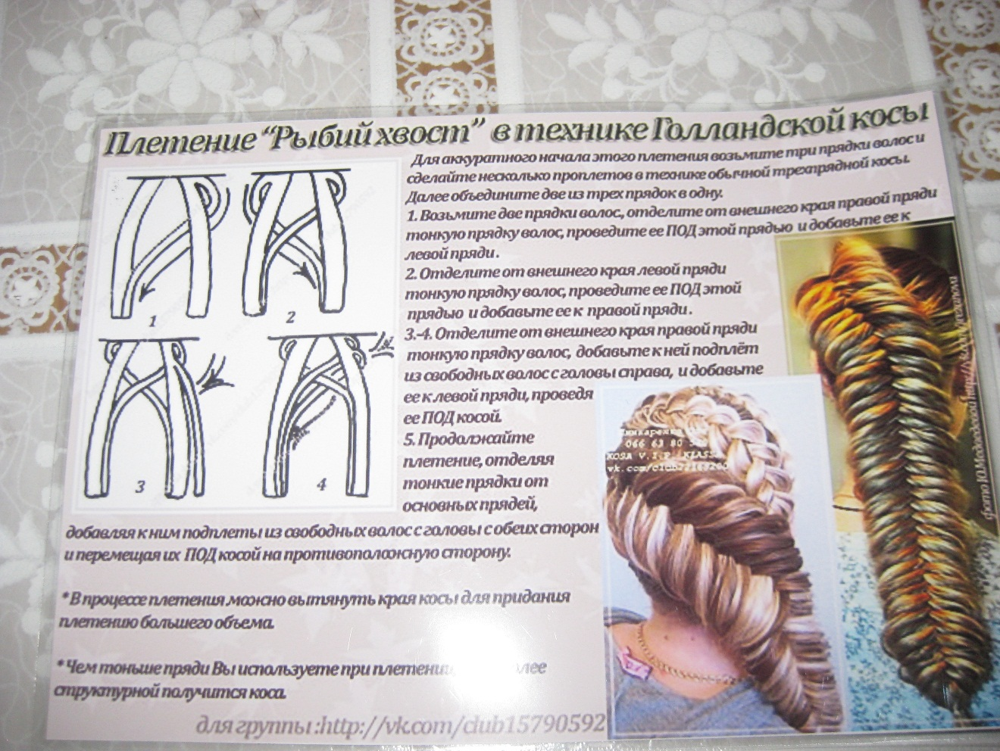 Плетение “Рыбий хвост” в технике Голландской косы
Для аккуратного начала этого плетения возьмите три прядки волос и
сделайте несколько проплетов в технике обычной трехпрядной косы.
Далее объедините две из трех прядок в одну.
1. Возьмите две прядки волос, отделите от внешнего края правой пряди
тонкую прядку волос, проведите ее ПОД этой прядью и добавьте ее к
левой пряди.
2. Отделите от внешнего края левой пряди
тонкую прядку волос, проведите ее ПОД этой
прядью и добавьте ее к правой пряди.
3.-4. Отделите от внешнего края правой пряди
тонкую прядку волос, добавьте к ней подплёт
из свободных волос с головы справа, и добавьте
ее к левой пряди, проведя
ее ПОД косой.
5. Продолжайте
плетение, отделяя
тонкие прядки от
основных прядей,
добавляя к ним подплеты из свободных волос с головы с обеих сторон
и перемещая их ПОД косой на противоположную сторону.
* В процессе плетения можно вытянуть края косы для придания
плетению большего объема.
* Чем тоньше пряди Вы используете при плетении
структурной получится коса.
для группы :http://vk.com/club15790592
1
2
3
4
066 63 80
KOSA V.I.P. KLASS
vk.com/club
фото Ю.Медведевой http://